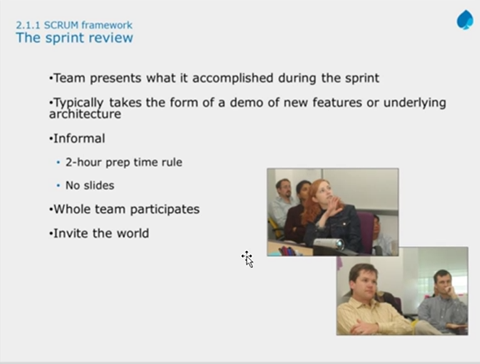 2.1.1 SCRUM framework
The sprint review
•Team presents what it accomplished during the sprint
•Typically takes the form of a demo of new features or underlying
architecture
•Informal
• 2-hour prep time rule
• No slides
•Whole team participates
•Invite the world